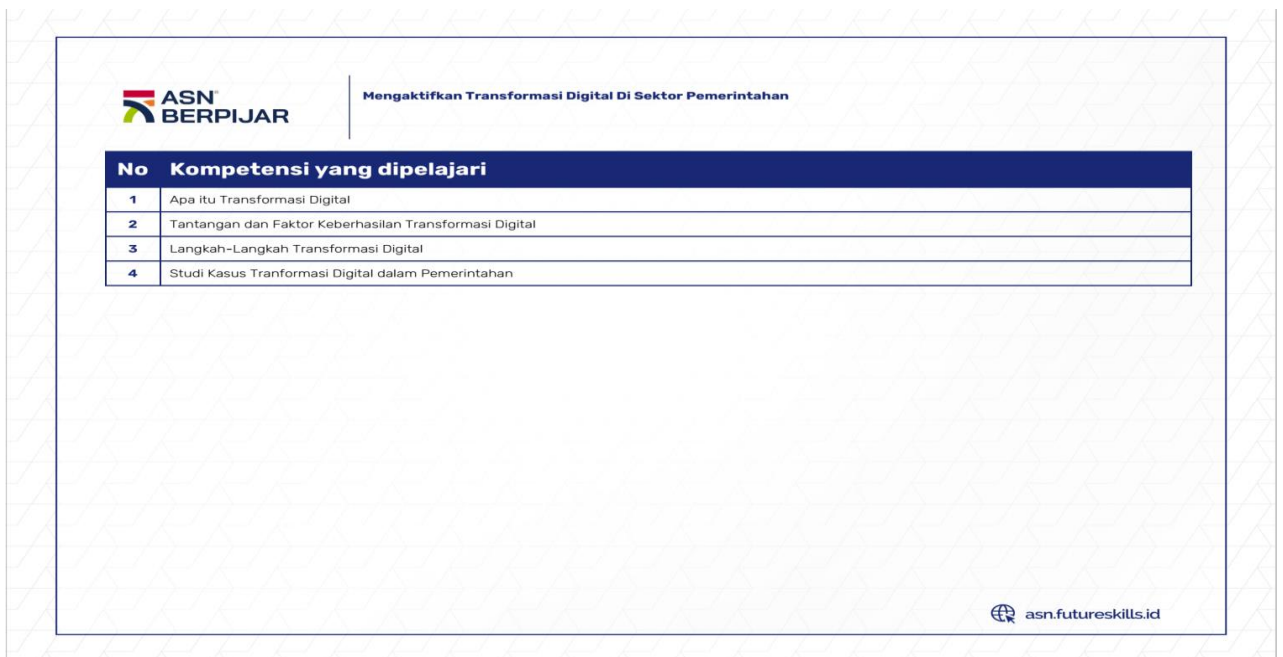 ASN
BERPIJAR
Mengaktifkan Transformasi Digital Di Sektor Pemerintahan
No Kompetensi yang dipelajari
1 Apa itu Transformasi Digital
2 Tantangan dan Faktor Keberhasilan Transformasi Digital
3 Langkah-Langkah Transformasi Digital
4 Studi Kasus Tranformasi Digital dalam Pemerintahan
asn.futureskills.id